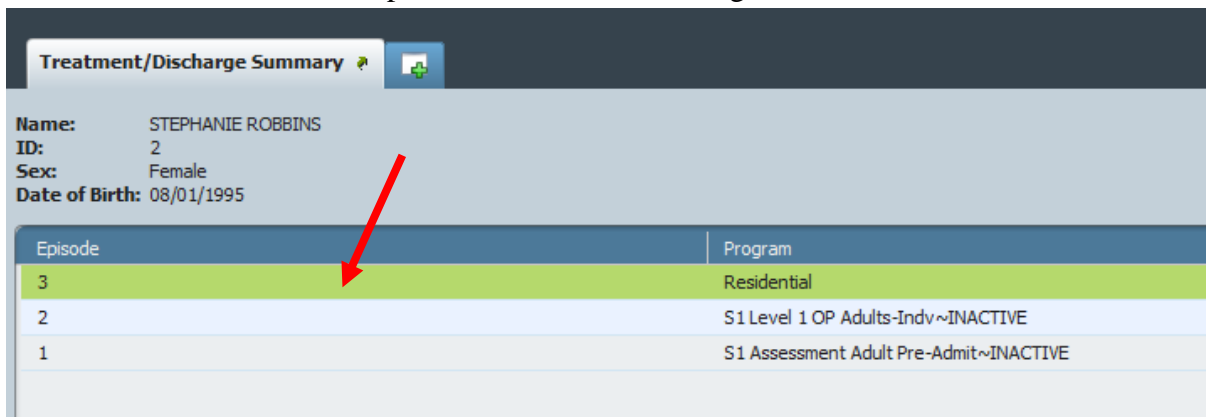 Treatment/Discharge Summary
Name: STEPHANIE ROBBINS
ID: 2
Sex: Female
Date of Birth: 08/01/1995
Episode Program
3 Residential
2 S1 Level 1 OP Adults-Indv~INACTIVE
1 S1 Assessment Adult Pre-Admit~INACTIVE